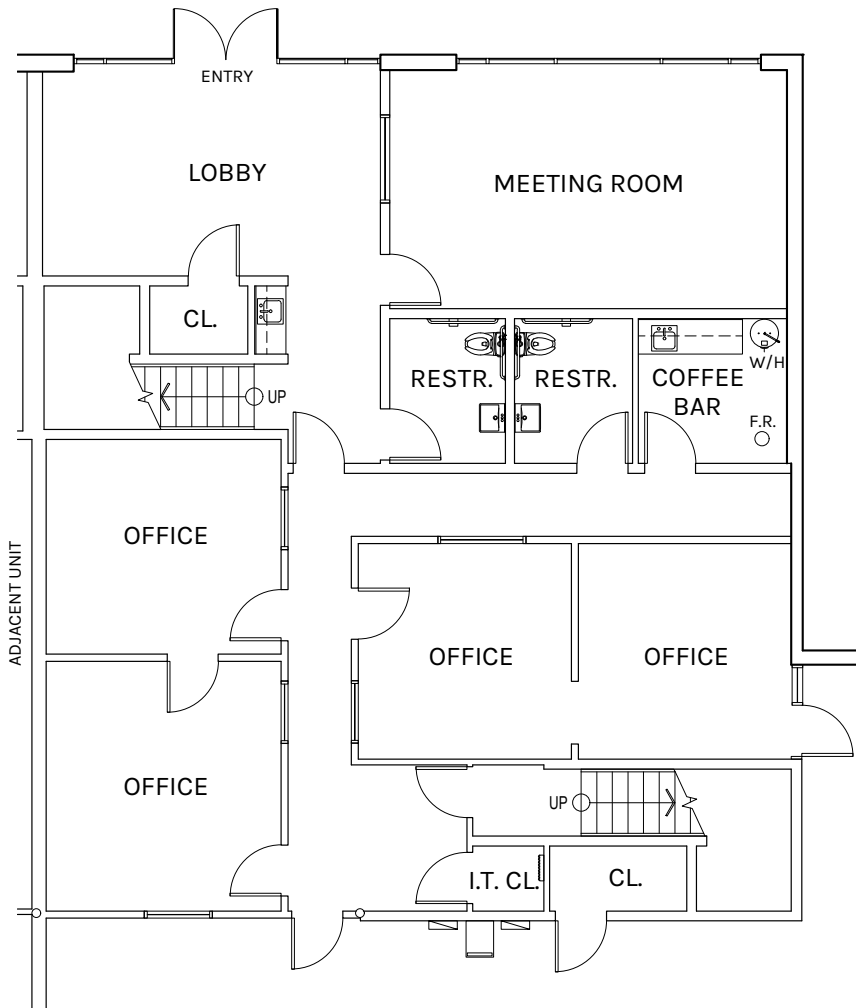 ENTRY
LOBBY
MEETING ROOM
CL.
UP
RESTR.
RESTR.
COFFEE
BAR
W/H
F.R.
ADJACENT UNIT
OFFICE
OFFICE
OFFICE
OFFICE
UP
I.T. CL.
CL.